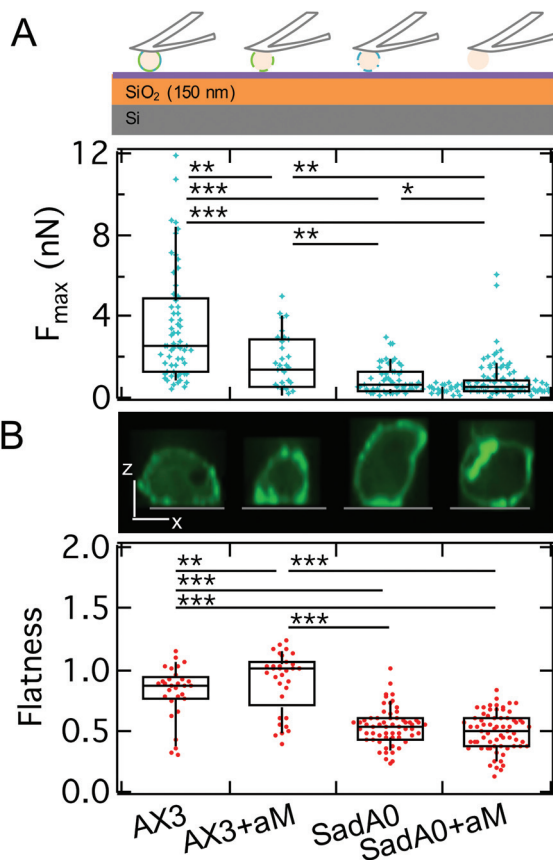 A
SiO₂ (150 nm)
Si
12
8
4
0
Fmax (nN)
** **
*** *
***
**
B
z
x
2.0
1.5
1.0
0.5
0.0
Flatness
** ***
***
***
***
AX3 AX3+aM SadA0 SadA0+aM